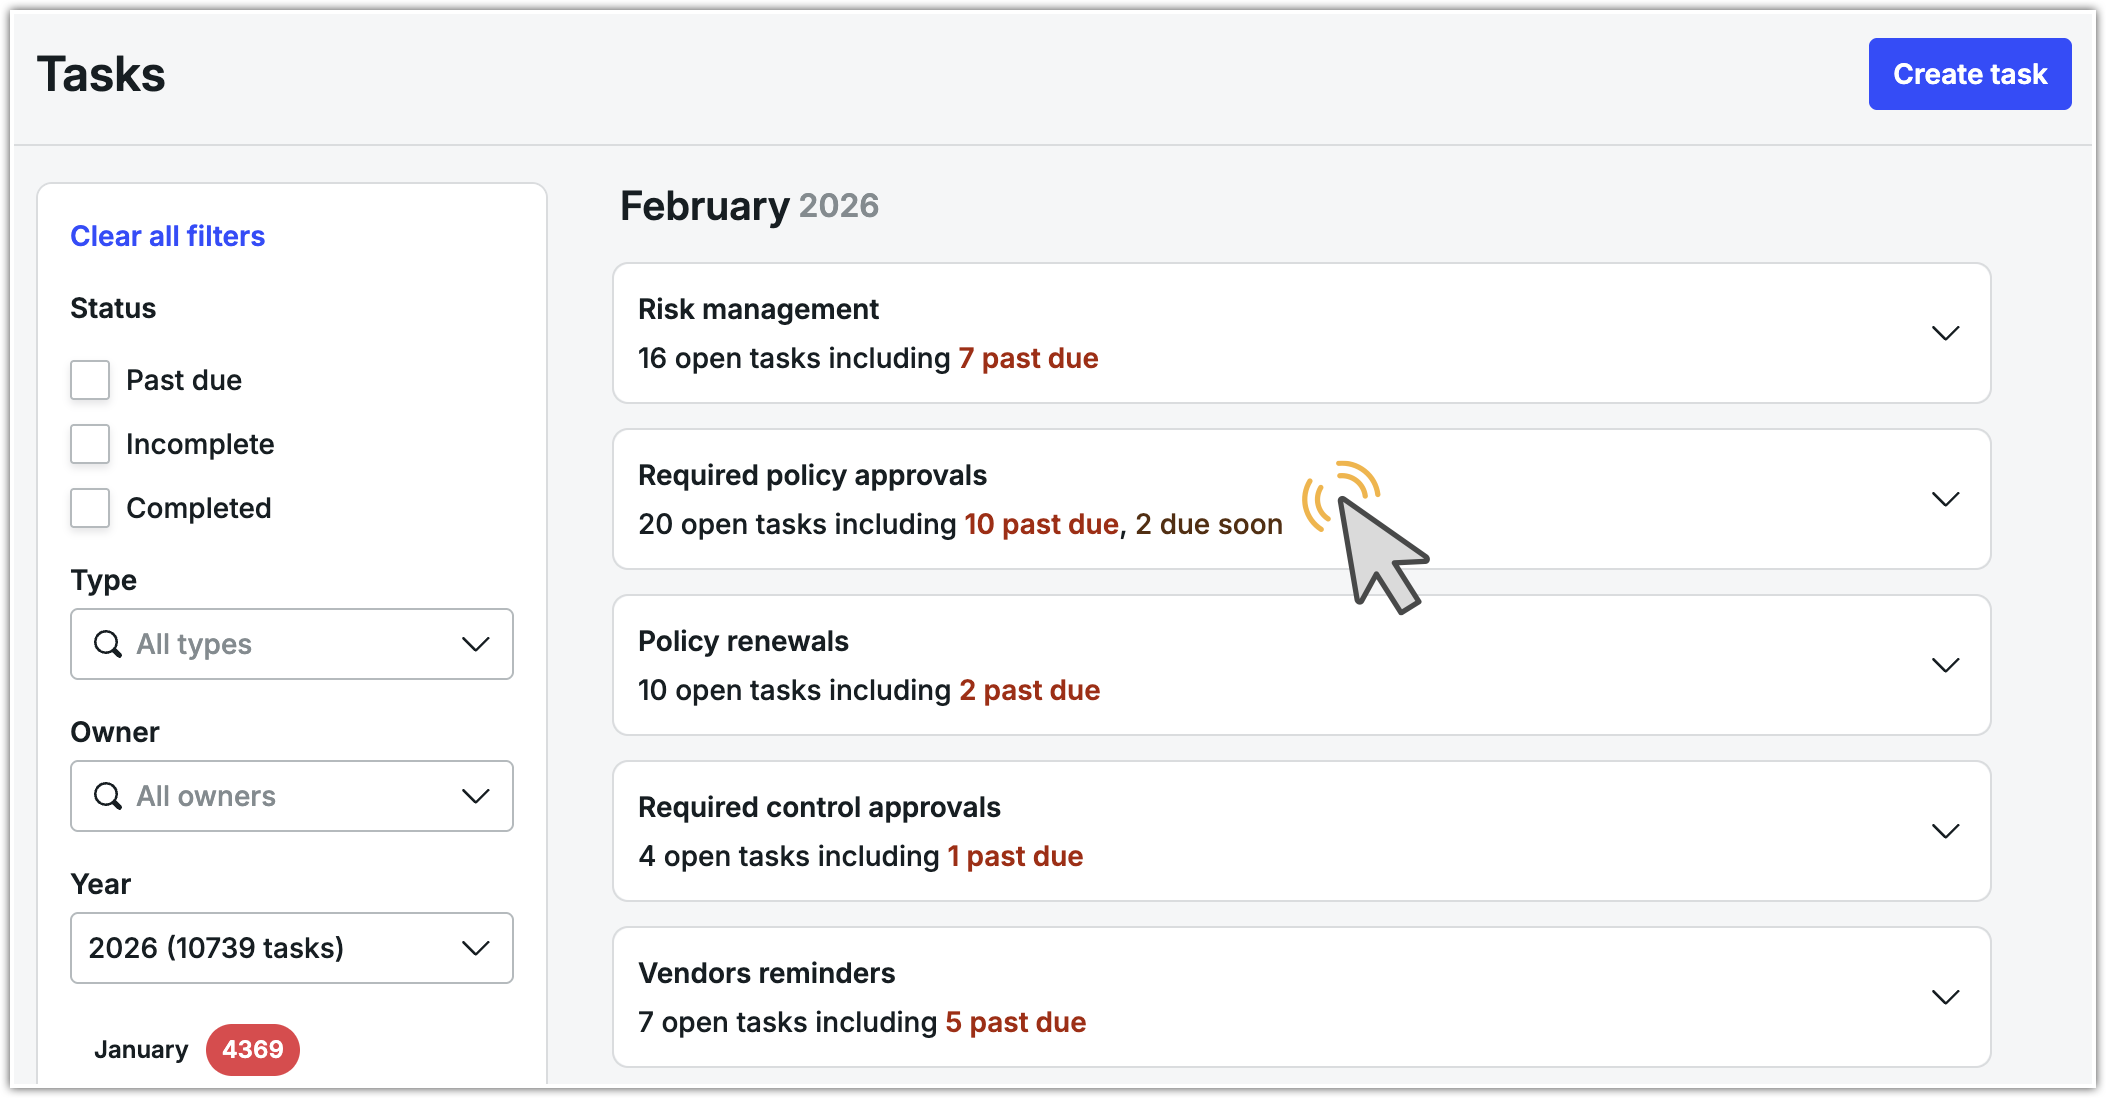 Tasks
Create task
Clear all filters
Status
Past due
Incomplete
Completed
Type
All types
Owner
All owners
Year
2026 (10739 tasks)
January 4369
February 2026
Risk management
16 open tasks including 7 past due
Required policy approvals
20 open tasks including 10 past due, 2 due soon
Policy renewals
10 open tasks including 2 past due
Required control approvals
4 open tasks including 1 past due
Vendors reminders
7 open tasks including 5 past due